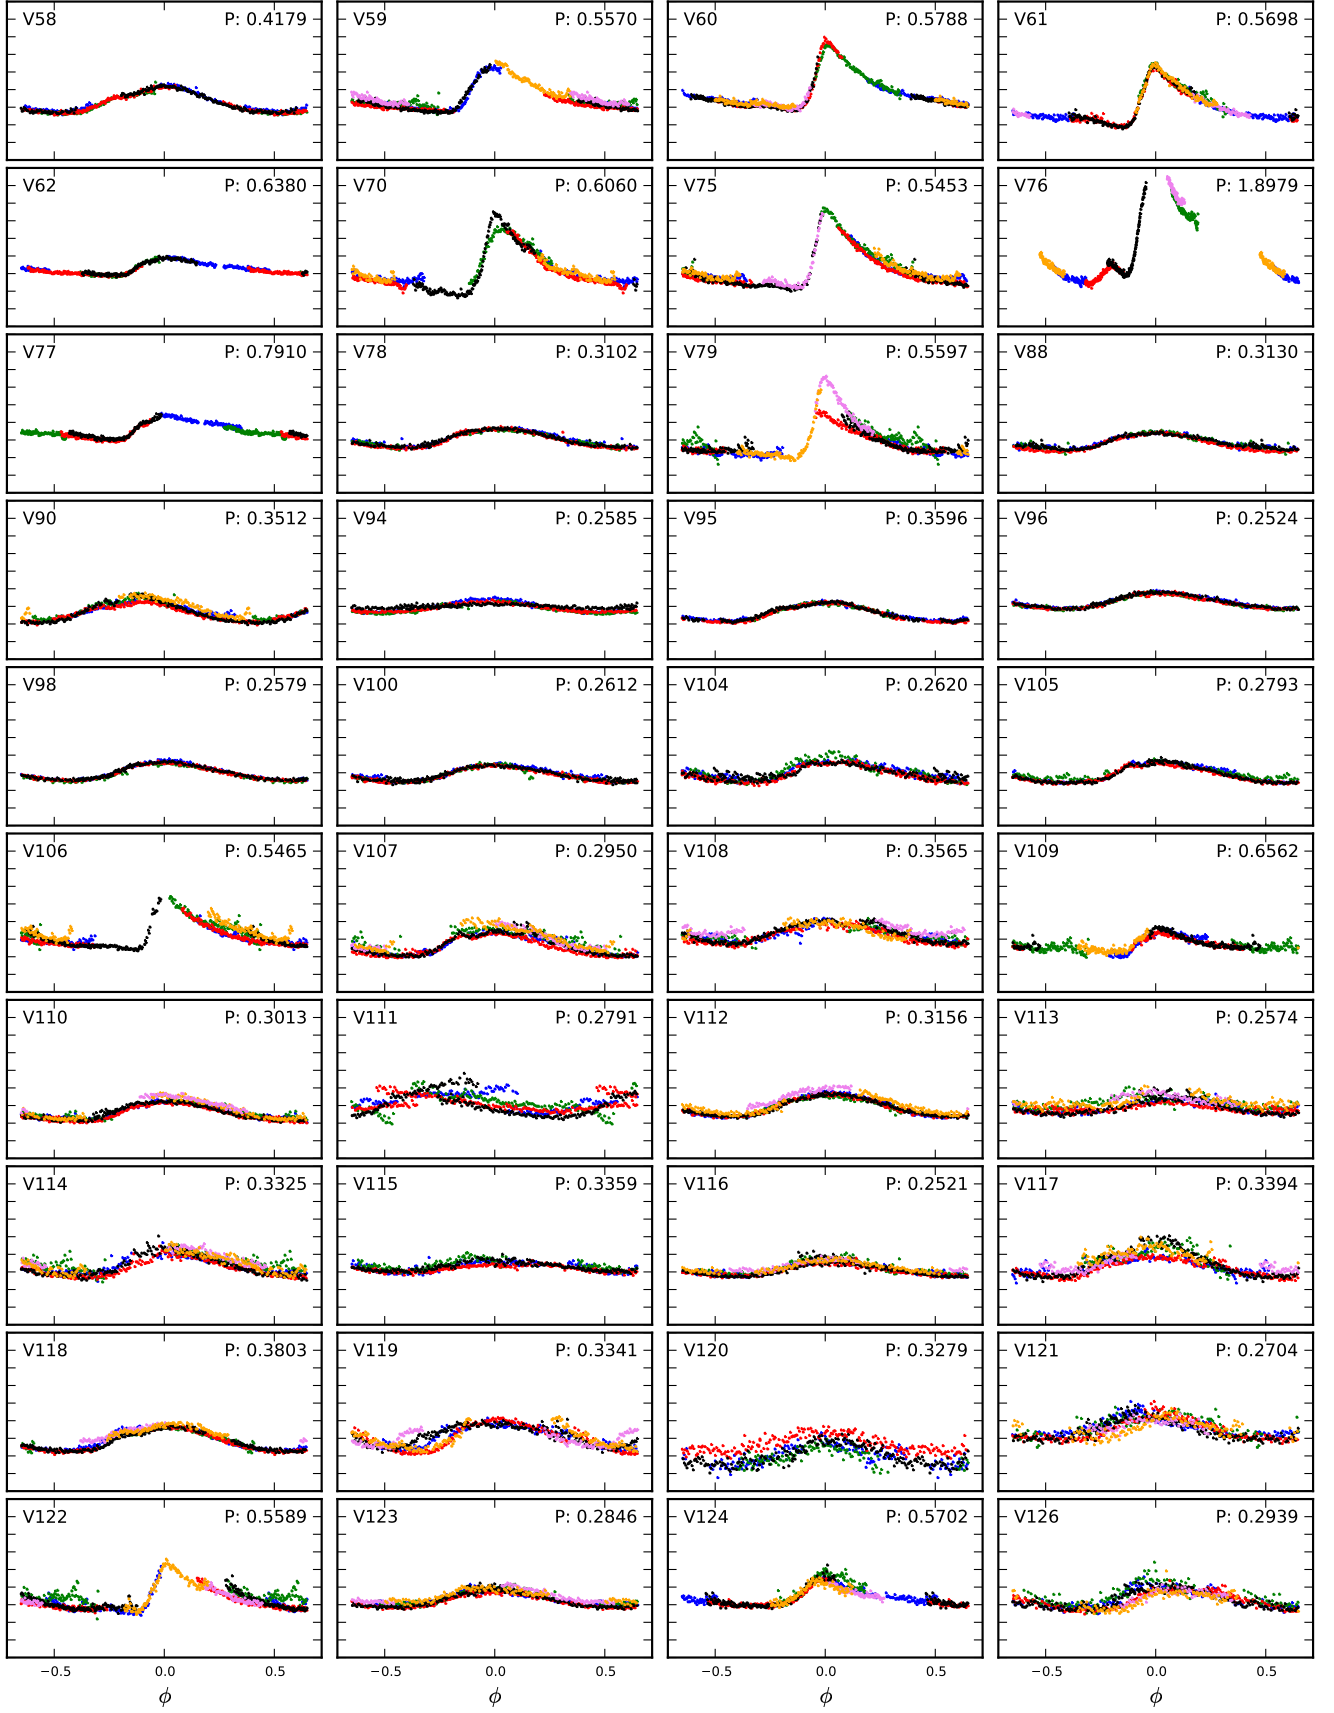 V58 P: 0.4179 V59 P: 0.5570 V60 P: 0.5788 V61 P: 0.5698
V62 P: 0.6380 V70 P: 0.6060 V75 P: 0.5453 V76 P: 1.8979
V77 P: 0.7910 V78 P: 0.3102 V79 P: 0.5597 V88 P: 0.3130
V90 P: 0.3512 V94 P: 0.2585 V95 P: 0.3596 V96 P: 0.2524
V98 P: 0.2579 V100 P: 0.2612 V104 P: 0.2620 V105 P: 0.2793
V106 P: 0.5465 V107 P: 0.2950 V108 P: 0.3565 V109 P: 0.6562
V110 P: 0.3013 V111 P: 0.2791 V112 P: 0.3156 V113 P: 0.2574
V114 P: 0.3325 V115 P: 0.3359 V116 P: 0.2521 V117 P: 0.3394
V118 P: 0.3803 V119 P: 0.3341 V120 P: 0.3279 V121 P: 0.2704
V122 P: 0.5589 V123 P: 0.2846 V124 P: 0.5702 V126 P: 0.2939
−0.5 0.0 0.5 −0.5 0.0 0.5 −0.5 0.0 0.5 −0.5 0.0 0.5
ϕ ϕ ϕ ϕ